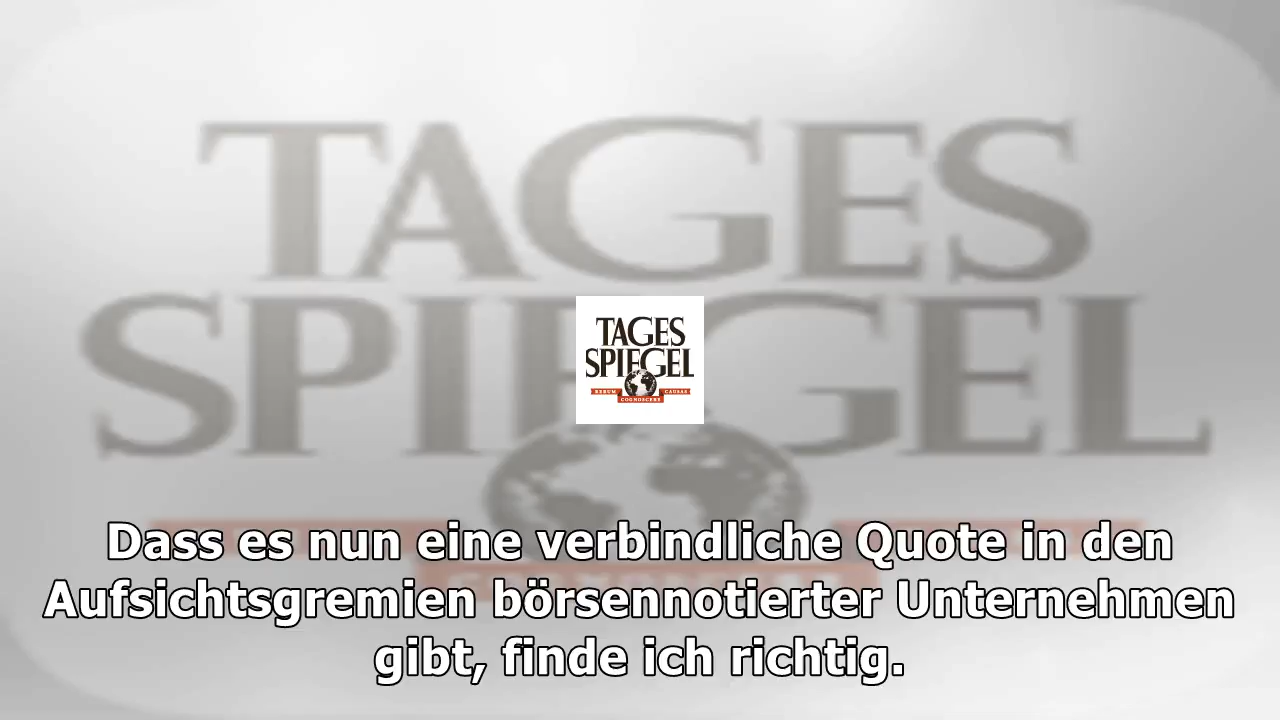 TAGES
SPIEGEL
TAGES
SPIEGEL
RERUM CAUSAS
COGNOSCERE
Dass es nun eine verbindliche Quote in den
Aufsichtsgremien börsennotierter Unternehmen
gibt, finde ich richtig.